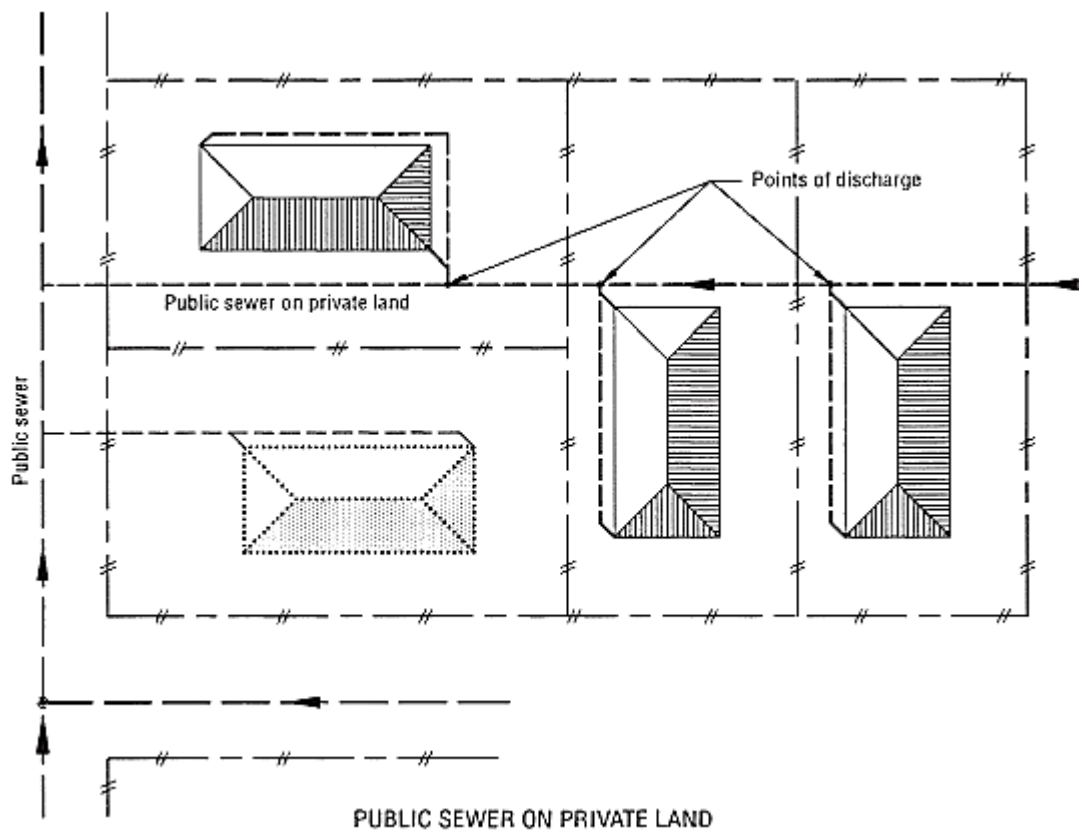 Points of discharge
Public sewer on private land
Public sewer
PUBLIC SEWER ON PRIVATE LAND